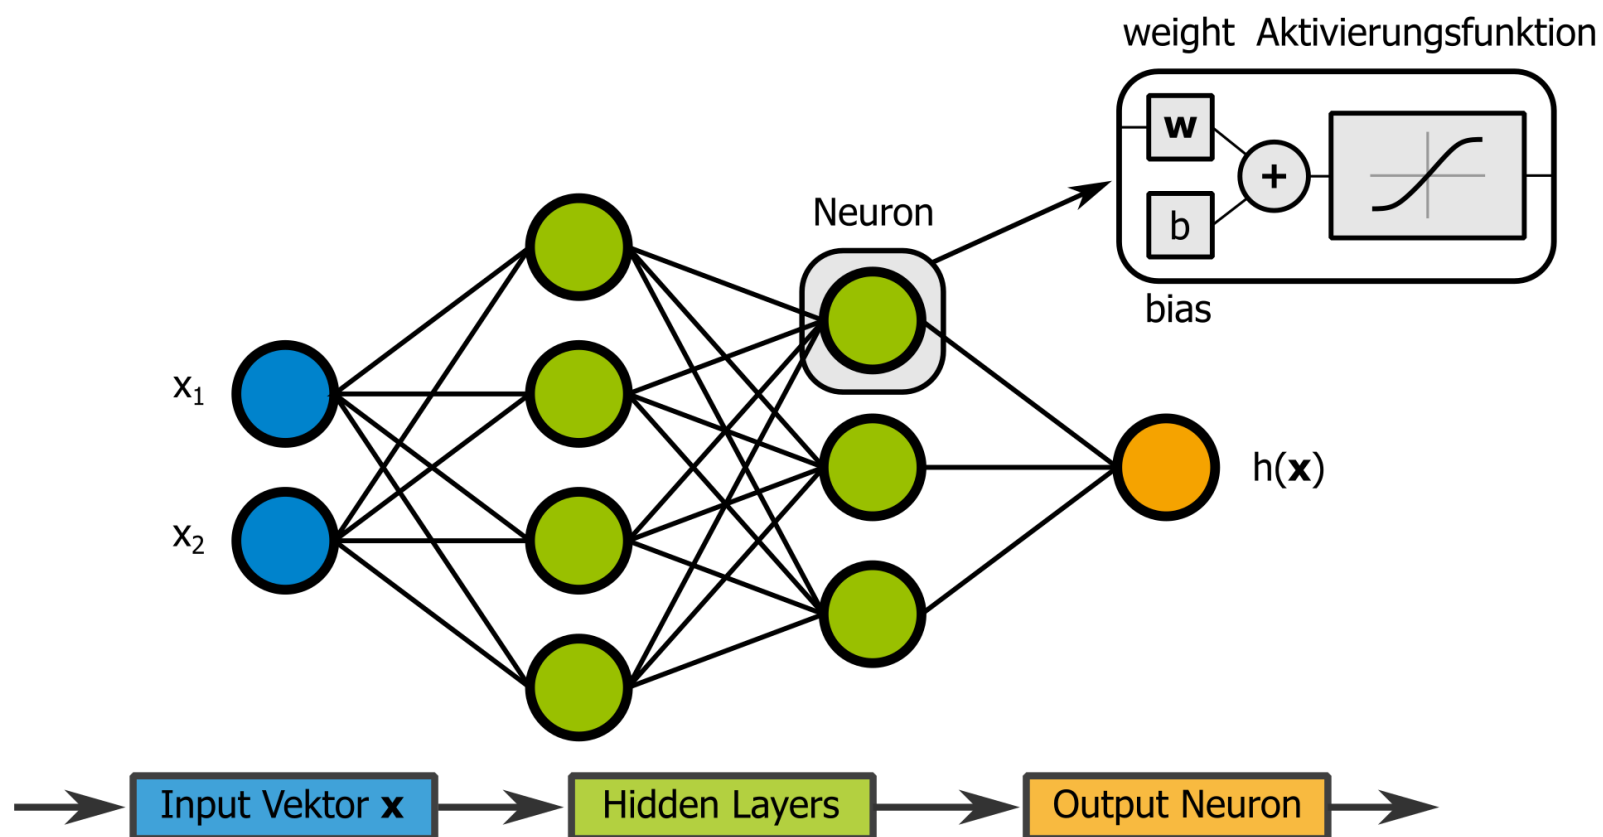 weight Aktivierungsfunktion
w
+
b
bias
Neuron
x₁
x₂
h(x)
Input Vektor x
Hidden Layers
Output Neuron